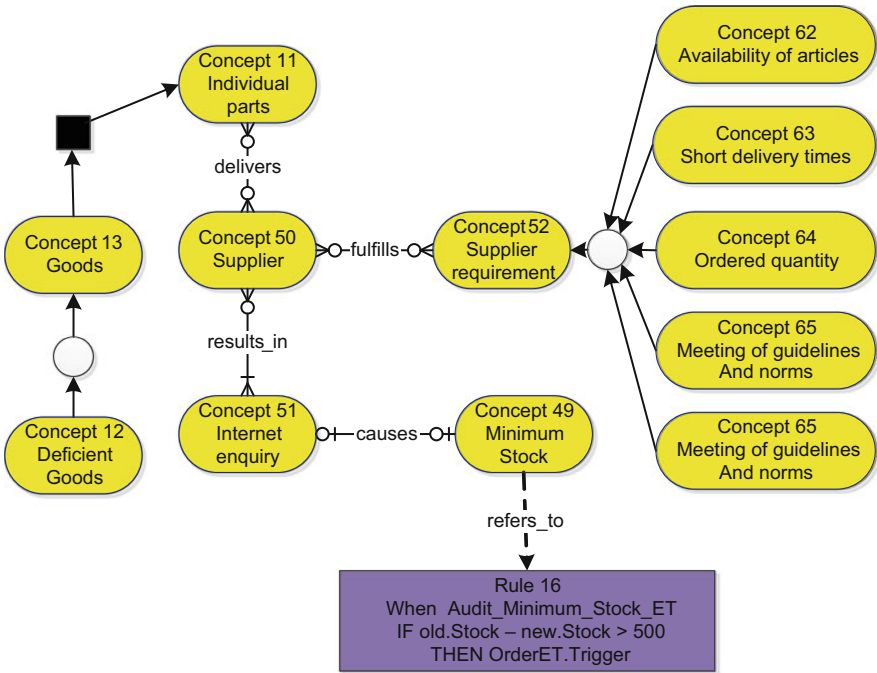 Concept 11
Individual
parts
delivers
Concept 13
Goods
Concept 50
Supplier
fulfills
Concept 52
Supplier
requirement
results_in
Concept 12
Deficient
Goods
Concept 51
Internet
enquiry
causes
Concept 49
Minimum
Stock
refers_to
Concept 62
Availability of articles
Concept 63
Short delivery times
Concept 64
Ordered quantity
Concept 65
Meeting of guidelines
And norms
Concept 65
Meeting of guidelines
And norms
Rule 16
When Audit_Minimum_Stock_ET
IF old.Stock – new.Stock > 500
THEN OrderET.Trigger